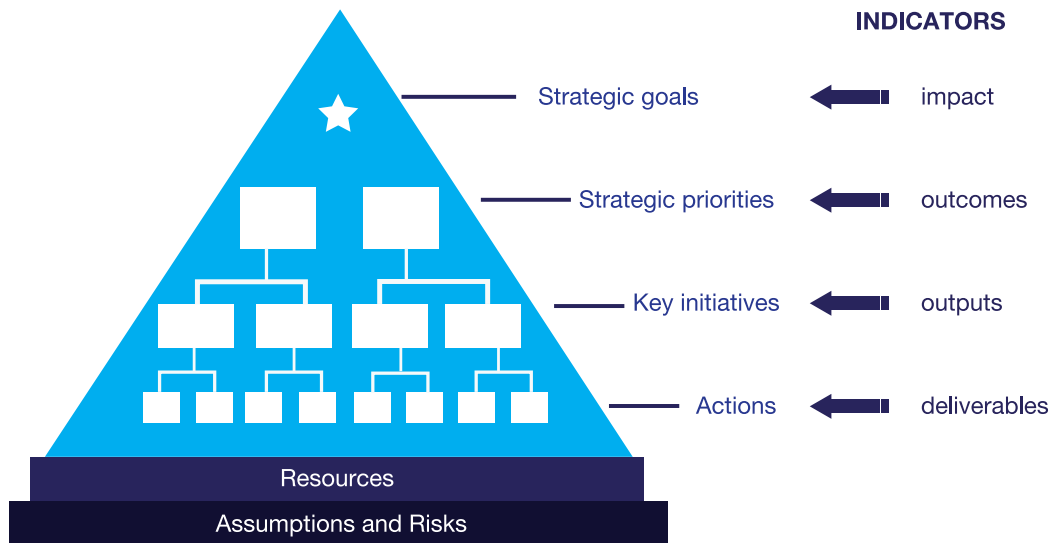 INDICATORS
Strategic goals impact
Strategic priorities outcomes
Key initiatives outputs
Actions deliverables
Resources
Assumptions and Risks